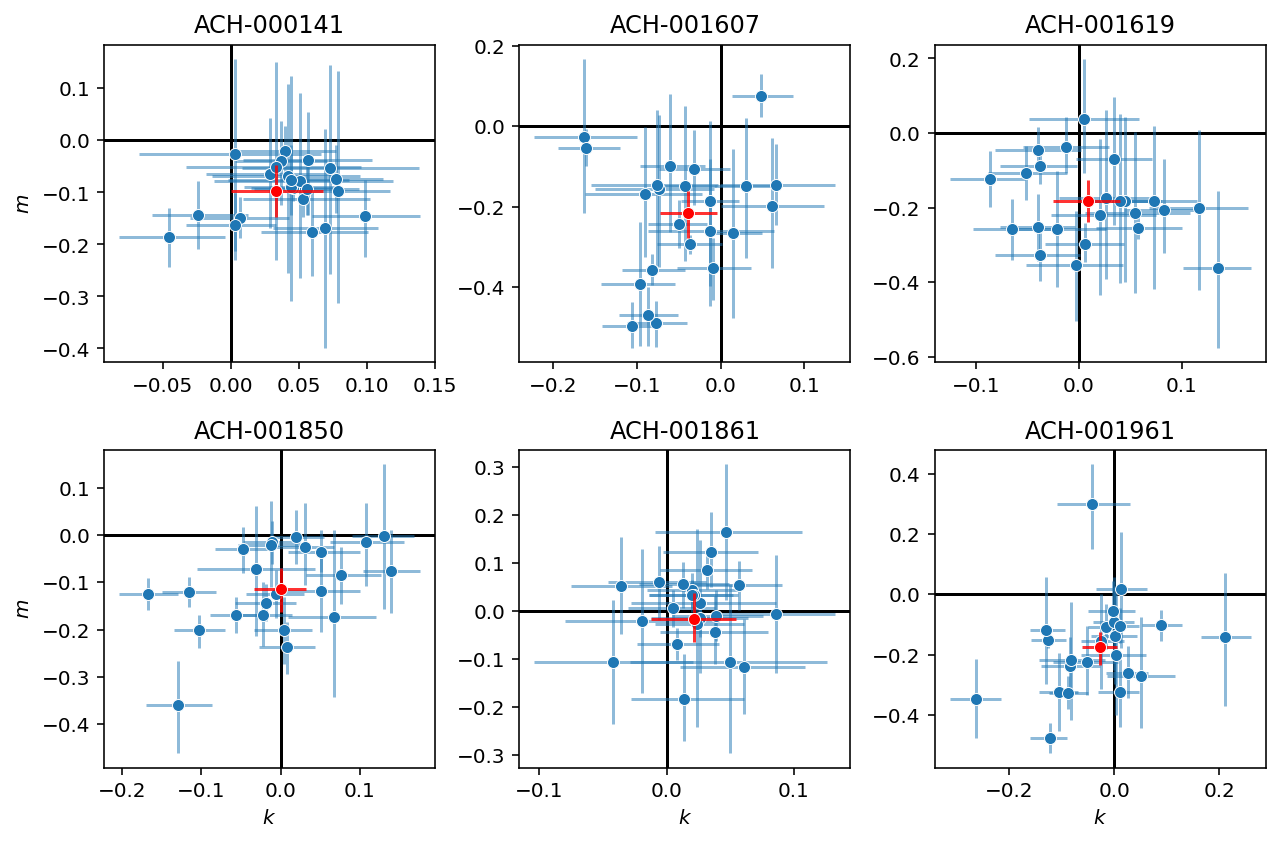 ACH-000141 ACH-001607 ACH-001619
0.1 0.0 −0.1 −0.2 −0.3 −0.4
m
−0.05 0.00 0.05 0.10 0.15
0.2 0.0 −0.2 −0.4
−0.2 −0.1 0.0 0.1
0.2 0.0 −0.2 −0.4 −0.6
−0.1 0.0 0.1
ACH-001850 ACH-001861 ACH-001961
0.1 0.0 −0.1 −0.2 −0.3 −0.4
m
−0.2 −0.1 0.0 0.1
k
0.3 0.2 0.1 0.0 −0.1 −0.2 −0.3
−0.1 0.0 0.1
k
0.4 0.2 0.0 −0.2 −0.4
−0.2 0.0 0.2
k